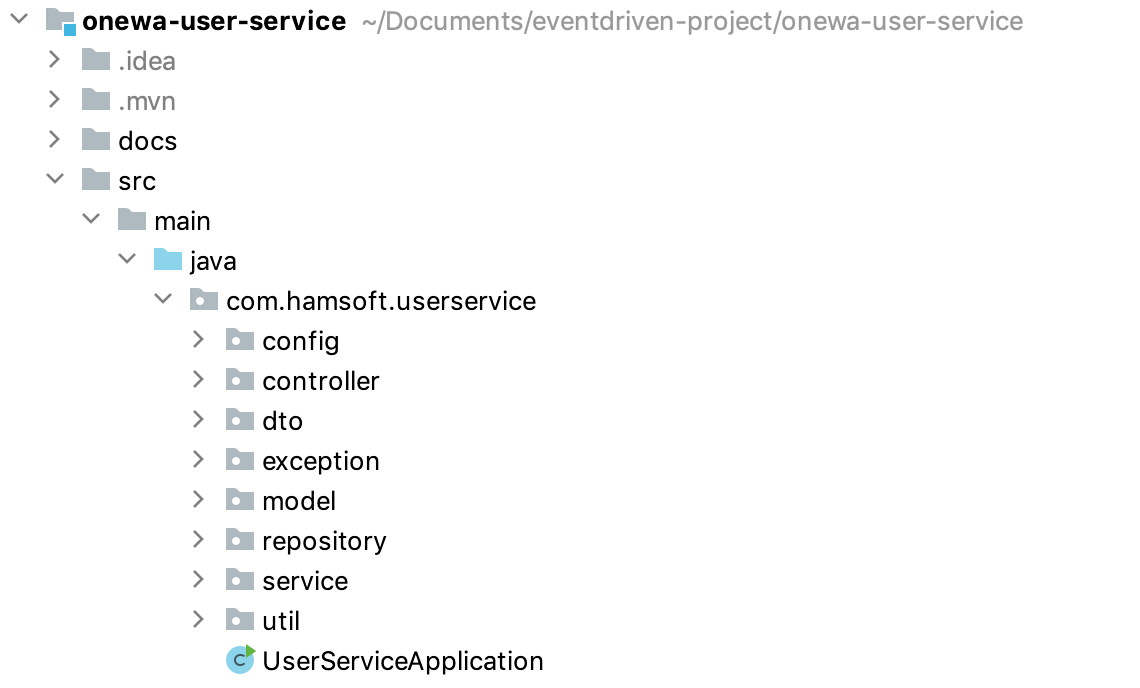 onewa-user-service ~/Documents/eventdriven-project/onewa-user-service
.idea
.mvn
docs
src
main
java
com.hamsoft.userservice
config
controller
dto
exception
model
repository
service
util
C UserServiceApplication